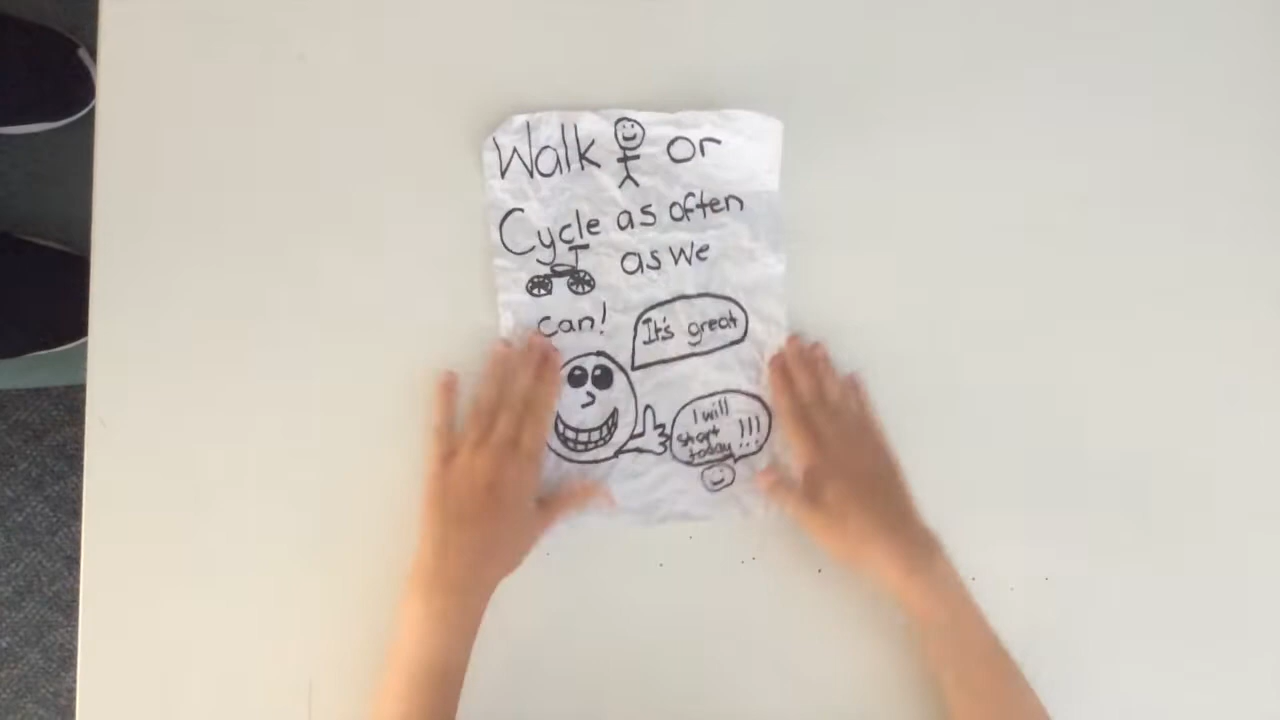 Walk or
Cycle as often
as we
can!
It's great
I will
start
today !!!